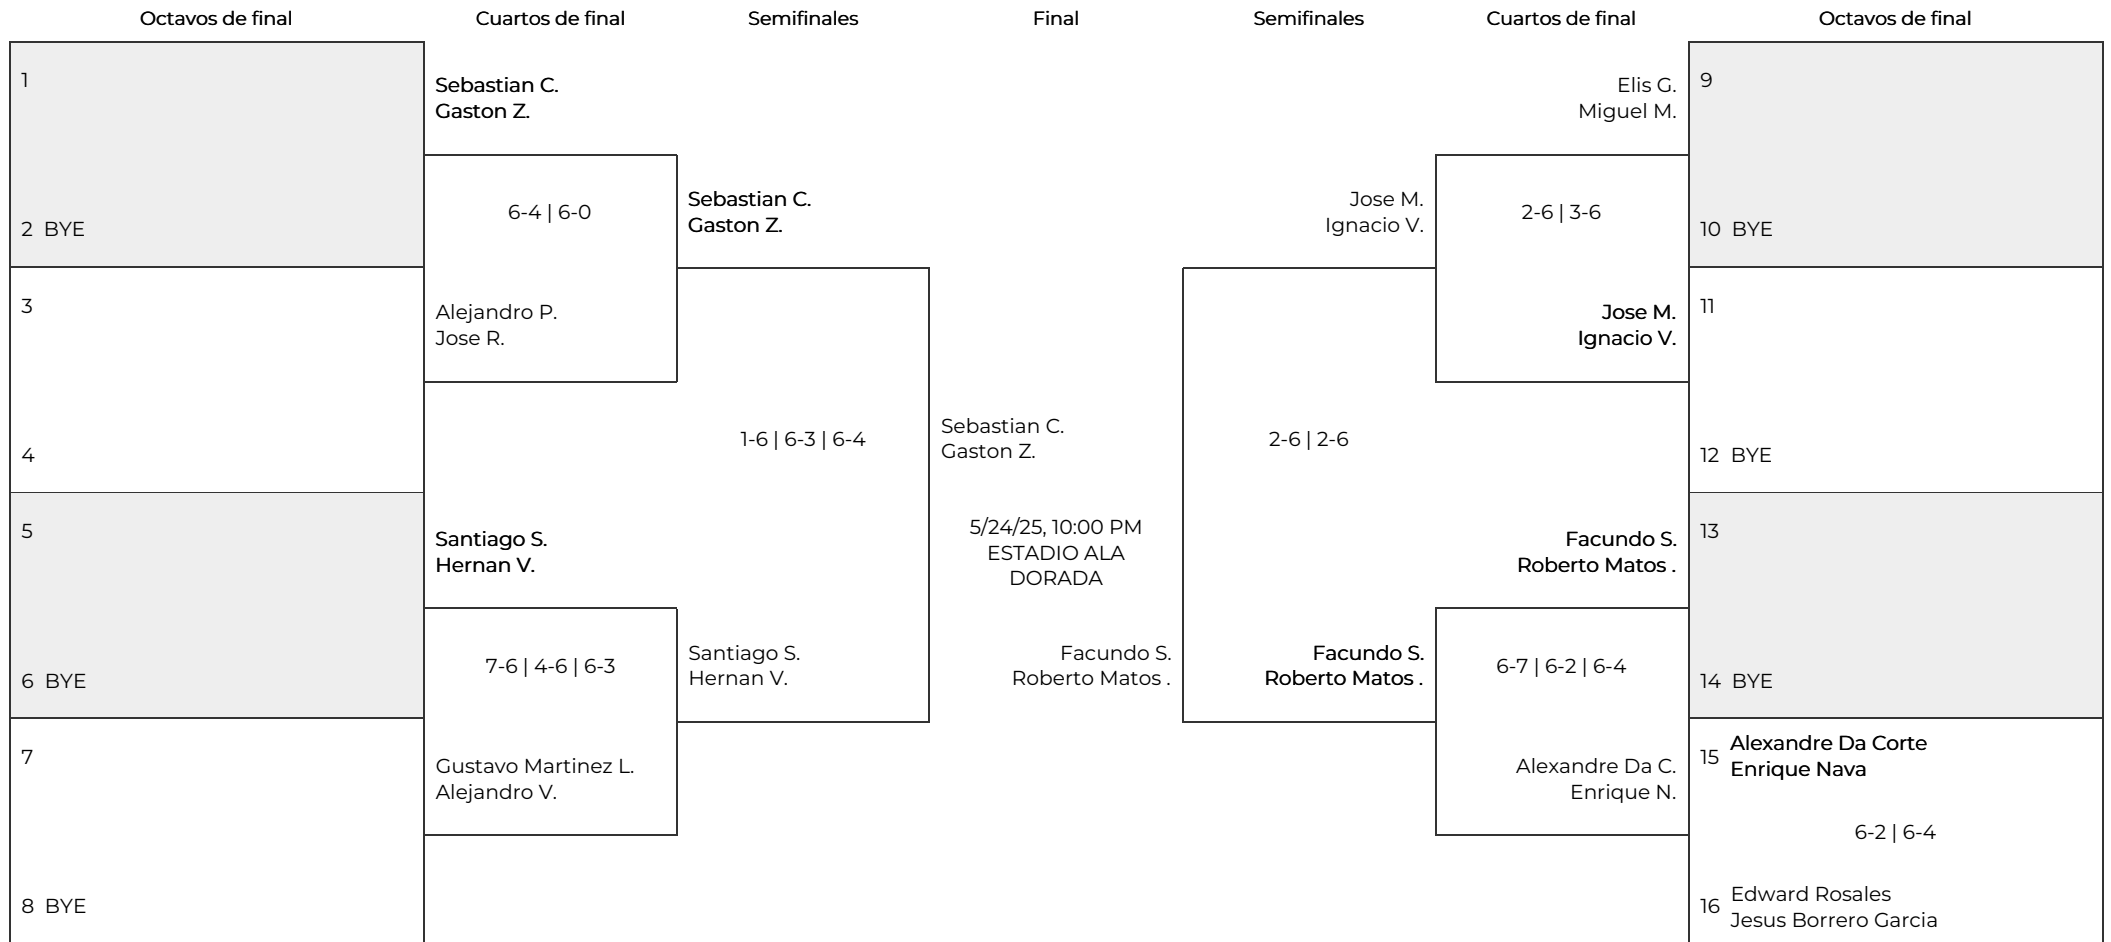 Octavos de final
Cuartos de final
Semifinales
Final
Semifinales
Cuartos de final
Octavos de final
1
2 BYE
3
4
5
6 BYE
7
8 BYE
Sebastian C.
Gaston Z.
6-4 | 6-0
Alejandro P.
Jose R.
Santiago S.
Hernan V.
7-6 | 4-6 | 6-3
Gustavo Martinez L.
Alejandro V.
Sebastian C.
Gaston Z.
1-6 | 6-3 | 6-4
Santiago S.
Hernan V.
Sebastian C.
Gaston Z.
5/24/25, 10:00 PM
ESTADIO ALA
DORADA
Facundo S.
Roberto Matos .
Jose M.
Ignacio V.
2-6 | 2-6
Facundo S.
Roberto Matos .
Elis G.
Miguel M.
2-6 | 3-6
Jose M.
Ignacio V.
Facundo S.
Roberto Matos .
6-7 | 6-2 | 6-4
Alexandre Da C.
Enrique N.
9
10 BYE
11
12 BYE
13
14 BYE
15
Alexandre Da Corte
Enrique Nava
6-2 | 6-4
16
Edward Rosales
Jesus Borrero Garcia